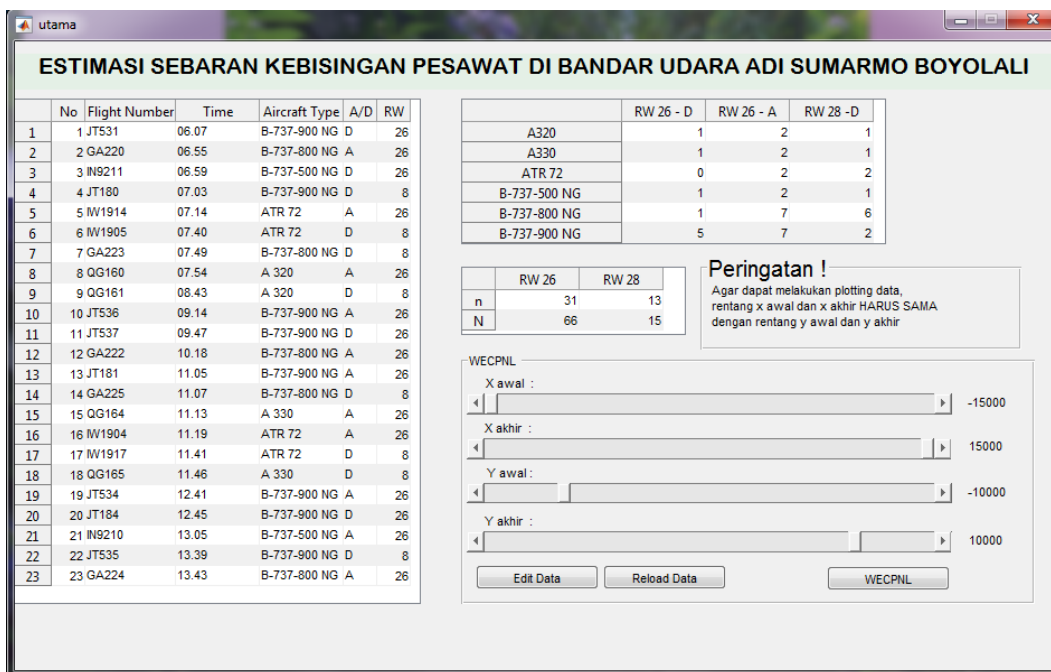 utama
ESTIMASI SEBARAN KEBISINGAN PESAWAT DI BANDAR UDARA ADI SUMARMO BOYOLALI
No Flight Number Time Aircraft Type A/D RW
1 1 JT531 06.07 B-737-900 NG D 26
2 2 GA220 06.55 B-737-800 NG A 26
3 3 IN9211 06.59 B-737-500 NG D 26
4 4 JT180 07.03 B-737-900 NG D 8
5 5 IW1914 07.14 ATR 72 A 26
6 6 IW1905 07.40 ATR 72 D 8
7 7 GA223 07.49 B-737-800 NG D 8
8 8 QG160 07.54 A 320 A 26
9 9 QG161 08.43 A 320 D 8
10 10 JT536 09.14 B-737-900 NG A 26
11 11 JT537 09.47 B-737-900 NG D 26
12 12 GA222 10.18 B-737-800 NG A 26
13 13 JT181 11.05 B-737-900 NG A 26
14 14 GA225 11.07 B-737-800 NG D 8
15 15 QG164 11.13 A 330 A 26
16 16 IW1904 11.19 ATR 72 A 26
17 17 IW1917 11.41 ATR 72 D 8
18 18 QG165 11.46 A 330 D 8
19 19 JT534 12.41 B-737-900 NG A 26
20 20 JT184 12.45 B-737-900 NG D 26
21 21 IN9210 13.05 B-737-500 NG A 26
22 22 JT535 13.39 B-737-900 NG D 8
23 23 GA224 13.43 B-737-800 NG A 26
RW 26 - D RW 26 - A RW 28 -D
A320 1 2 1
A330 1 2 1
ATR 72 0 2 2
B-737-500 NG 1 2 1
B-737-800 NG 1 7 6
B-737-900 NG 5 7 2
RW 26 RW 28
n 31 13
N 66 15
Peringatan !
Agar dapat melakukan plotting data,
rentang x awal dan x akhir HARUS SAMA
dengan rentang y awal dan y akhir
WECPNL
X awal :
-15000
X akhir :
15000
Y awal :
-10000
Y akhir :
10000
Edit Data Reload Data WECPNL